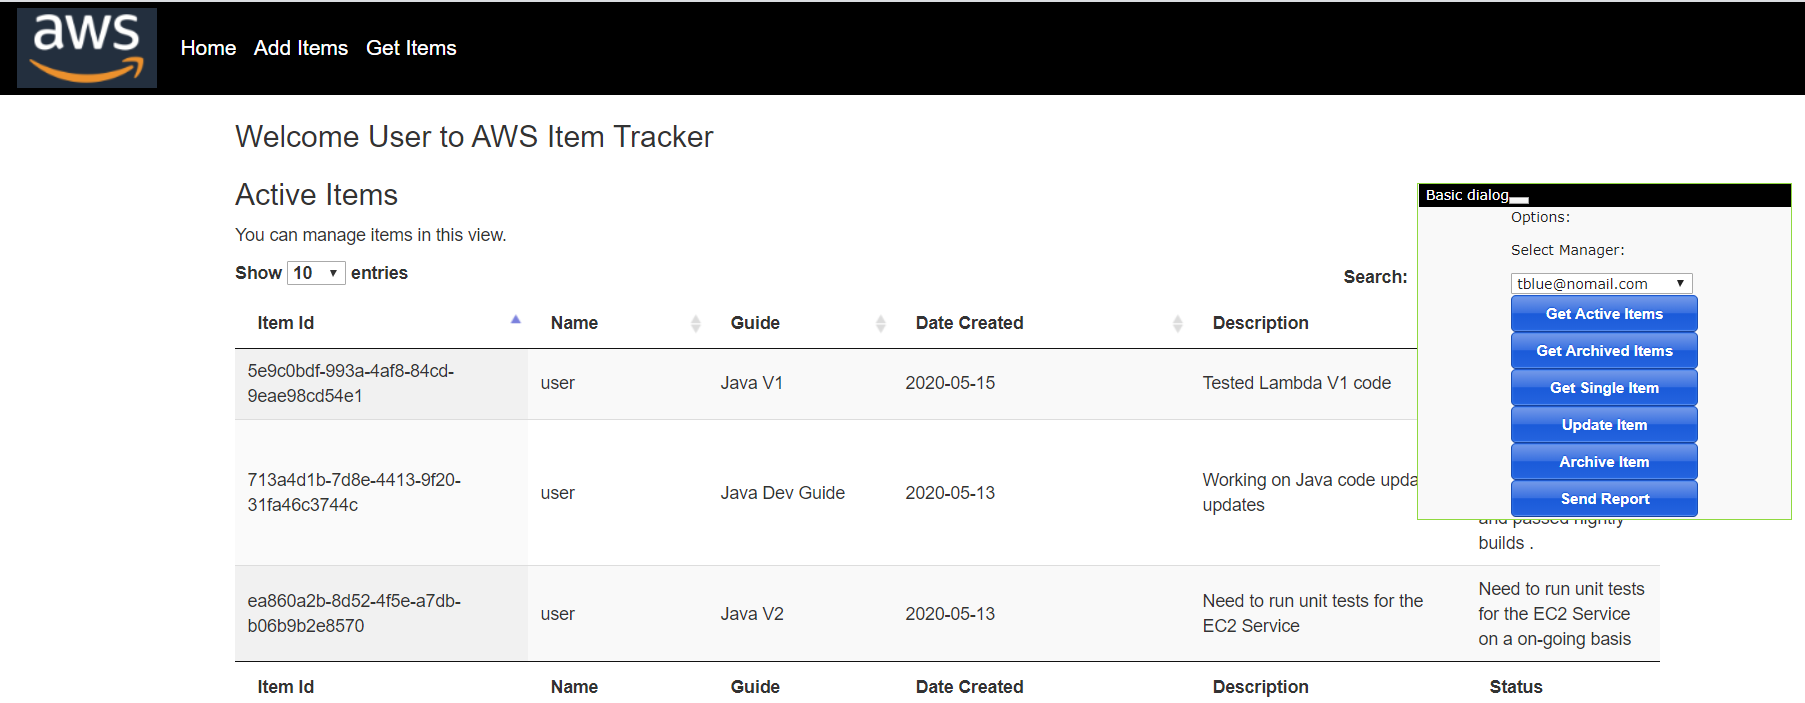 aws
Home Add Items Get Items
Welcome User to AWS Item Tracker
Active Items
You can manage items in this view.
Show 10 entries
Search:
Item Id Name Guide Date Created Description
5e9c0bdf-993a-4af8-84cd-
9eae98cd54e1
user Java V1 2020-05-15 Tested Lambda V1 code
713a4d1b-7d8e-4413-9f20-
31fa46c3744c
user Java Dev Guide 2020-05-13
Working on Java code upda
updates
builds .
ea860a2b-8d52-4f5e-a7db-
b06b9b2e8570
user Java V2 2020-05-13
Need to run unit tests for the
EC2 Service
Need to run unit tests
for the EC2 Service
on a on-going basis
Item Id Name Guide Date Created Description Status
Basic dialog
Options:
Select Manager:
tblue@nomail.com
Get Active Items
Get Archived Items
Get Single Item
Update Item
Archive Item
Send Report